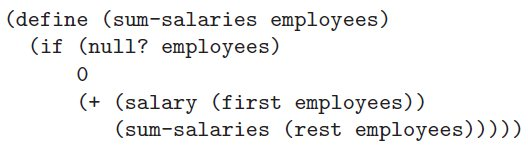 (define (sum-salaries employees)
  (if (null? employees)
      0
      (+ (salary (first employees))
         (sum-salaries (rest employees)))))